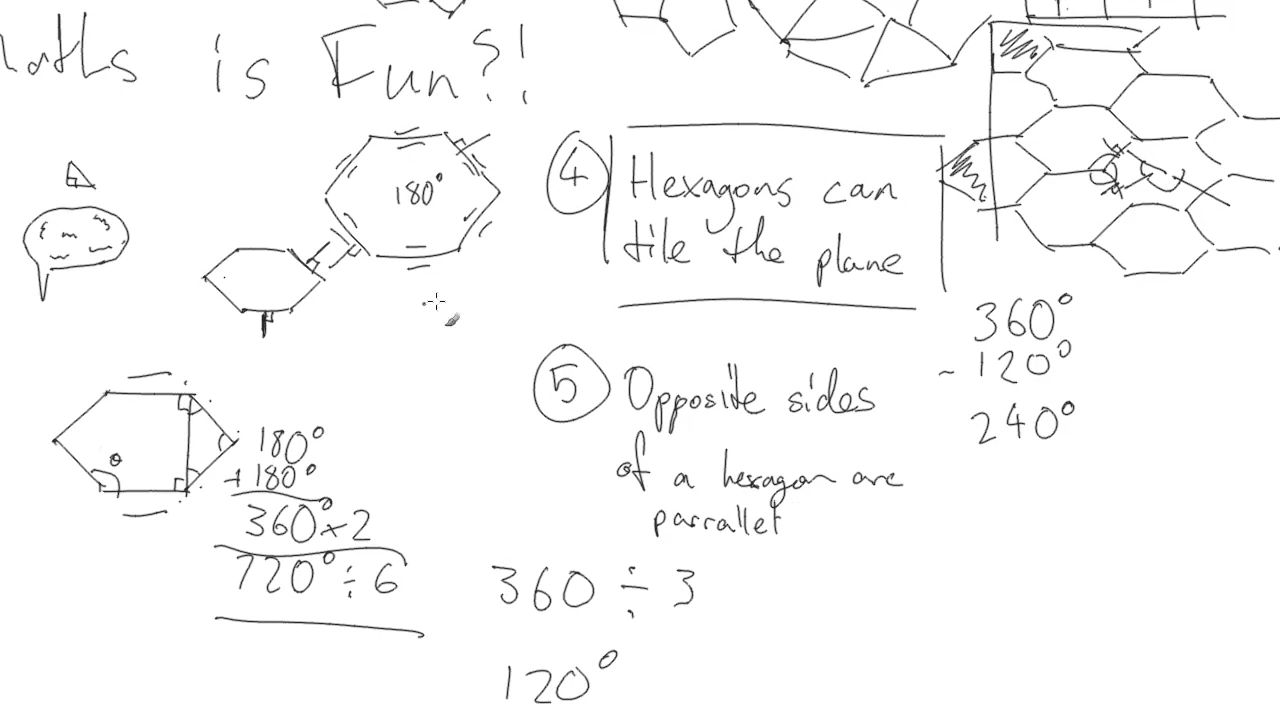 is Fun?!
180°
4
Hexagons can
tile the plane
360°
- 120°
240°
5
Opposite sides
of a hexagon are
parrallel
θ
180°
+ 180°
360° × 2
720° ÷ 6
360 ÷ 3
120°